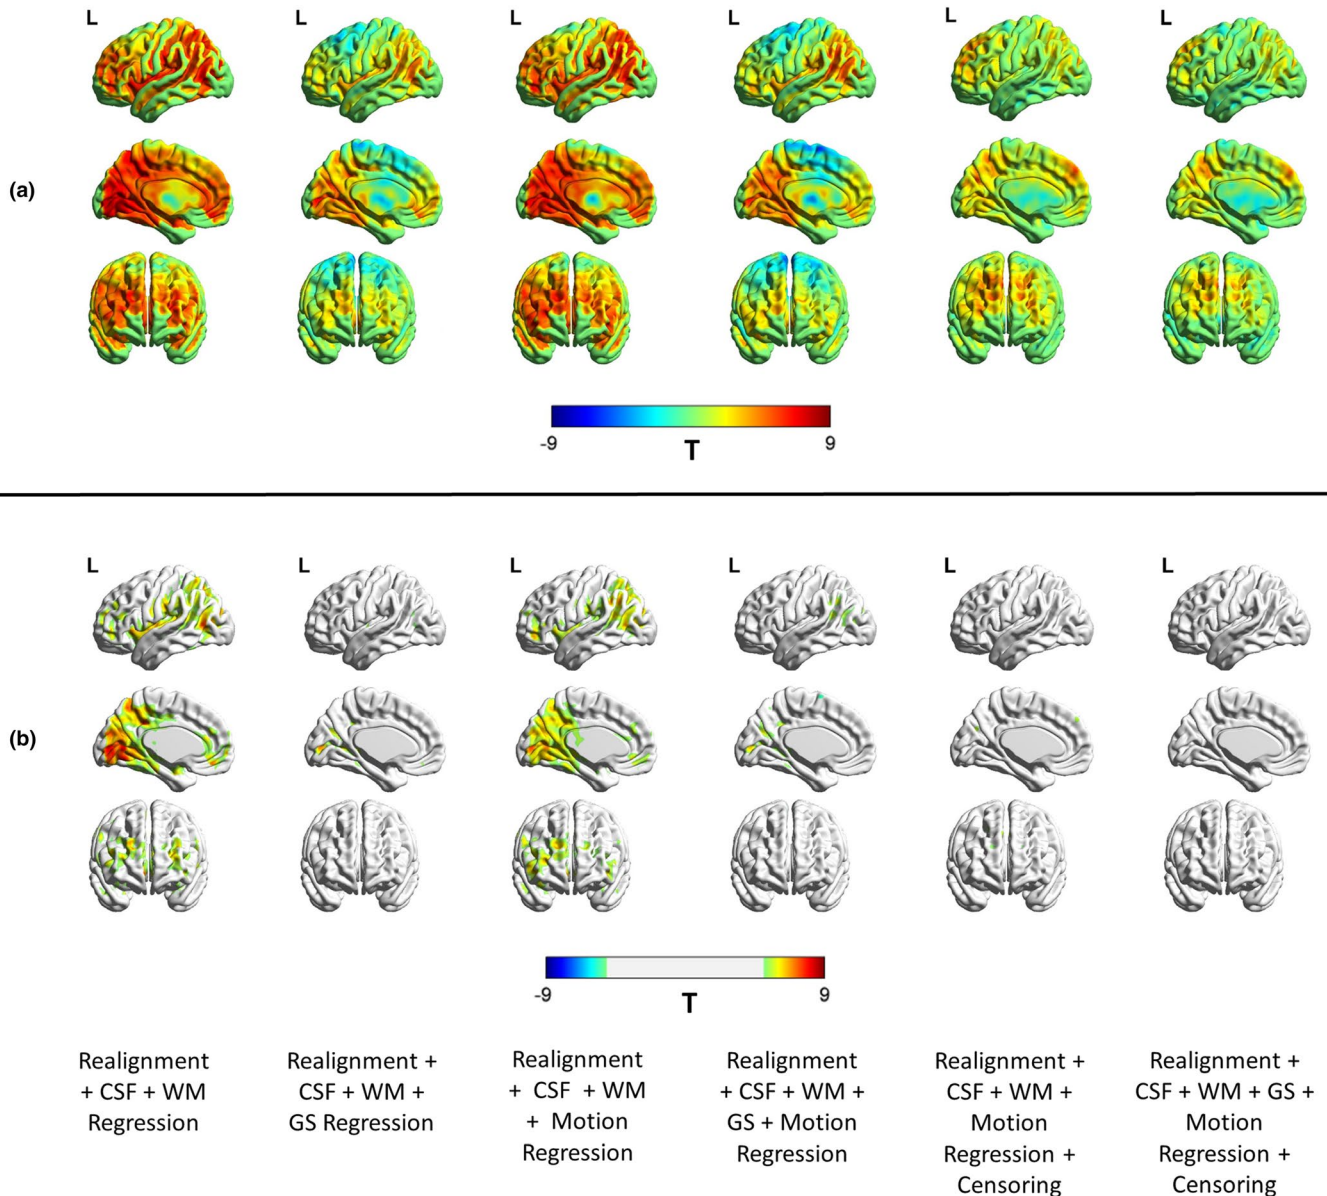 L L L L L L
(a)
-9 9
T
L L L L L L
(b)
-9 9
T
Realignment
+ CSF + WM
Regression
Realignment +
CSF + WM +
GS Regression
Realignment
+ CSF + WM
+ Motion
Regression
Realignment
+ CSF + WM +
GS + Motion
Regression
Realignment +
CSF + WM +
Motion
Regression +
Censoring
Realignment +
CSF + WM + GS +
Motion
Regression +
Censoring